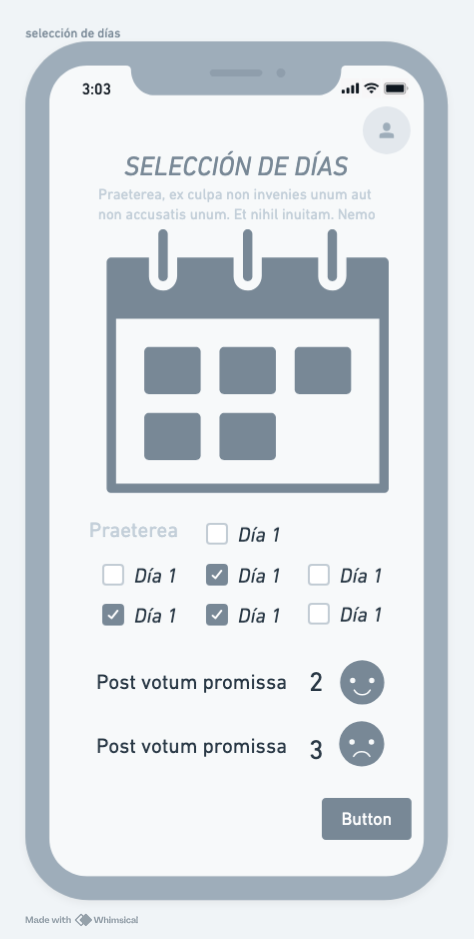 selección de días
3:03
SELECCIÓN DE DÍAS
Praeterea, ex culpa non invenies unum aut
non accusatis unum. Et nihil inuitam. Nemo
Praeterea
Día 1
Día 1
Día 1
Día 1
Día 1
Día 1
Día 1
Post votum promissa 2
Post votum promissa 3
Button
Made with Whimsical